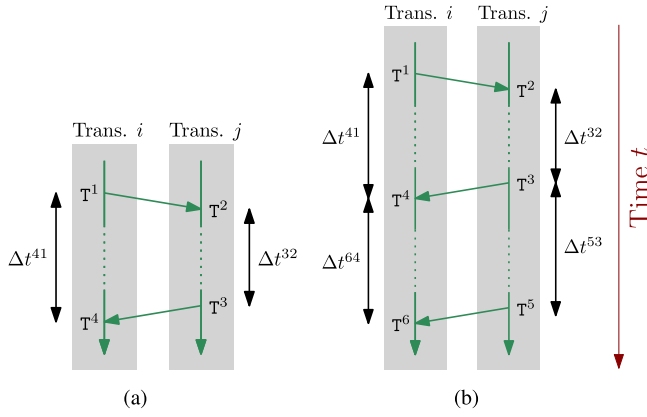 Trans. i Trans. j
T¹
T²
Δt⁴¹
Δt³²
T³
T⁴
(a)
Trans. i Trans. j
T¹
T²
Δt⁴¹
Δt³²
T³
T⁴
Δt⁶⁴
Δt⁵³
T⁵
T⁶
(b)
Time t